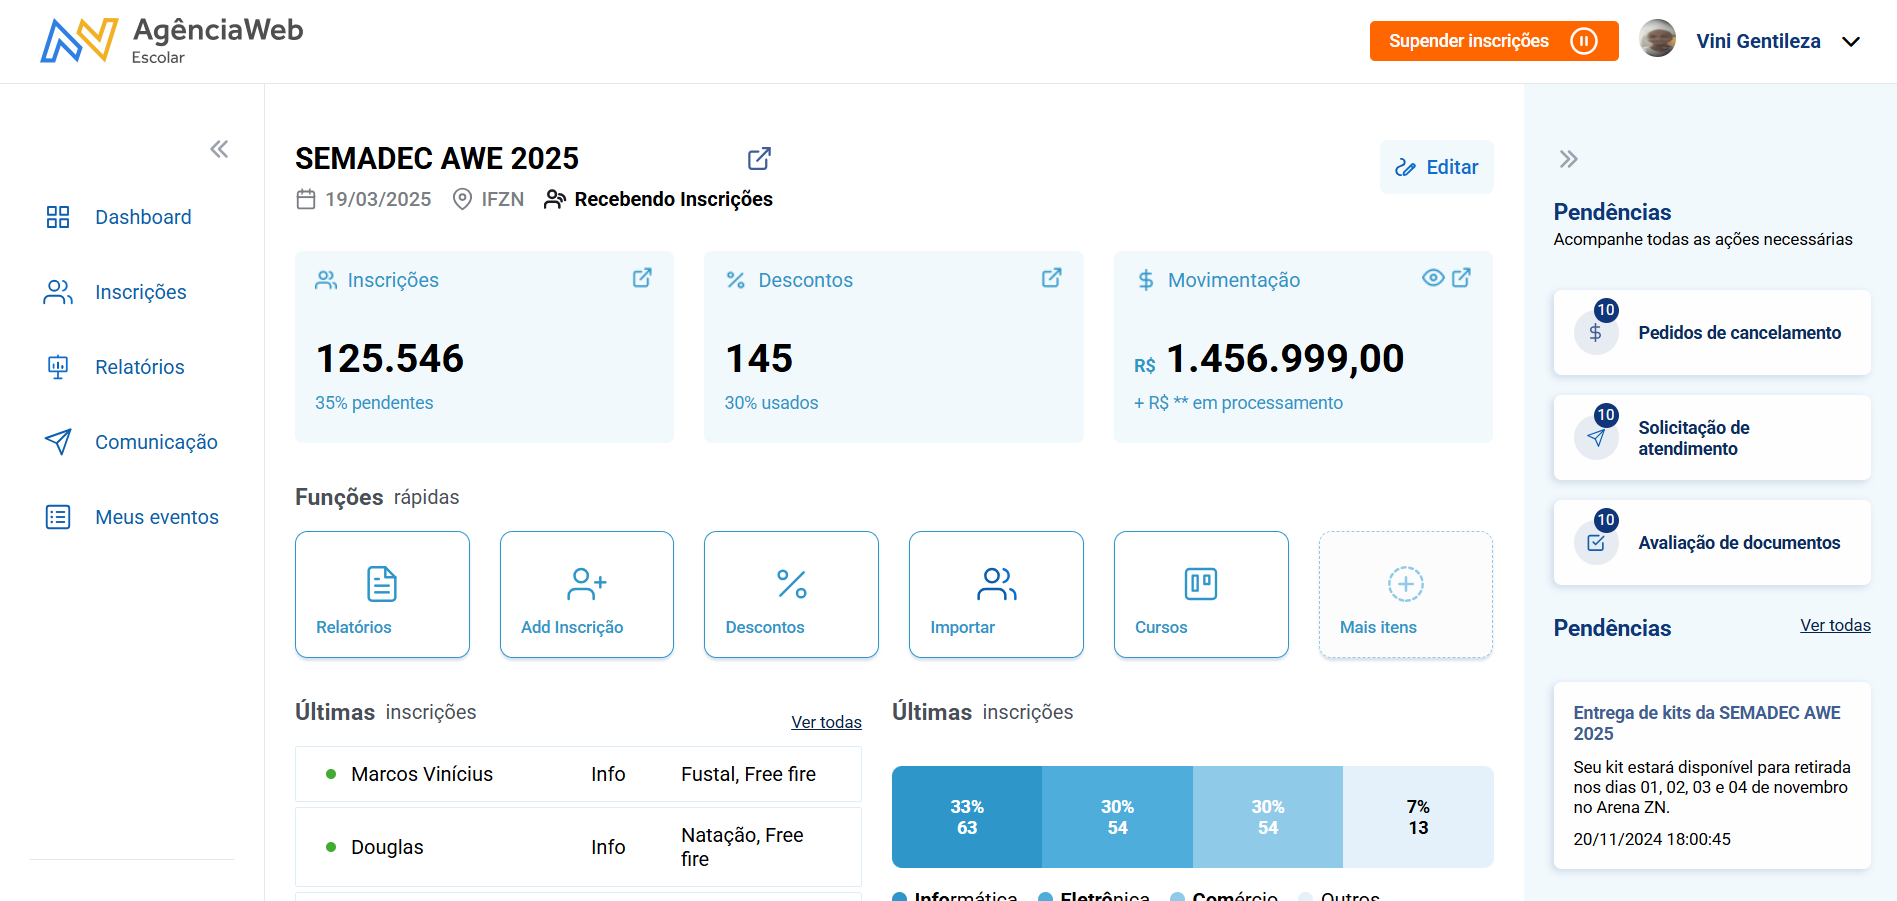 AgênciaWeb
Escolar
Supender inscrições
Vini Gentileza
Dashboard
Inscrições
Relatórios
Comunicação
Meus eventos
SEMADEC AWE 2025
19/03/2025 IFZN Recebendo Inscrições
Editar
Inscrições
125.546
35% pendentes
Descontos
145
30% usados
Movimentação
R$ 1.456.999,00
+ R$ ** em processamento
Funções rápidas
Relatórios
Add Inscrição
Descontos
Importar
Cursos
Mais itens
Últimas inscrições
Ver todas
Marcos Vinícius Info Fustal, Free fire
Douglas Info Natação, Free
fire
Últimas inscrições
33% 30% 30% 7%
63 54 54 13
Informática Eletrônica Comércio Outros
Pendências
Acompanhe todas as ações necessárias
10
Pedidos de cancelamento
10
Solicitação de
atendimento
10
Avaliação de documentos
Pendências
Ver todas
Entrega de kits da SEMADEC AWE
2025
Seu kit estará disponível para retirada
nos dias 01, 02, 03 e 04 de novembro
no Arena ZN.
20/11/2024 18:00:45